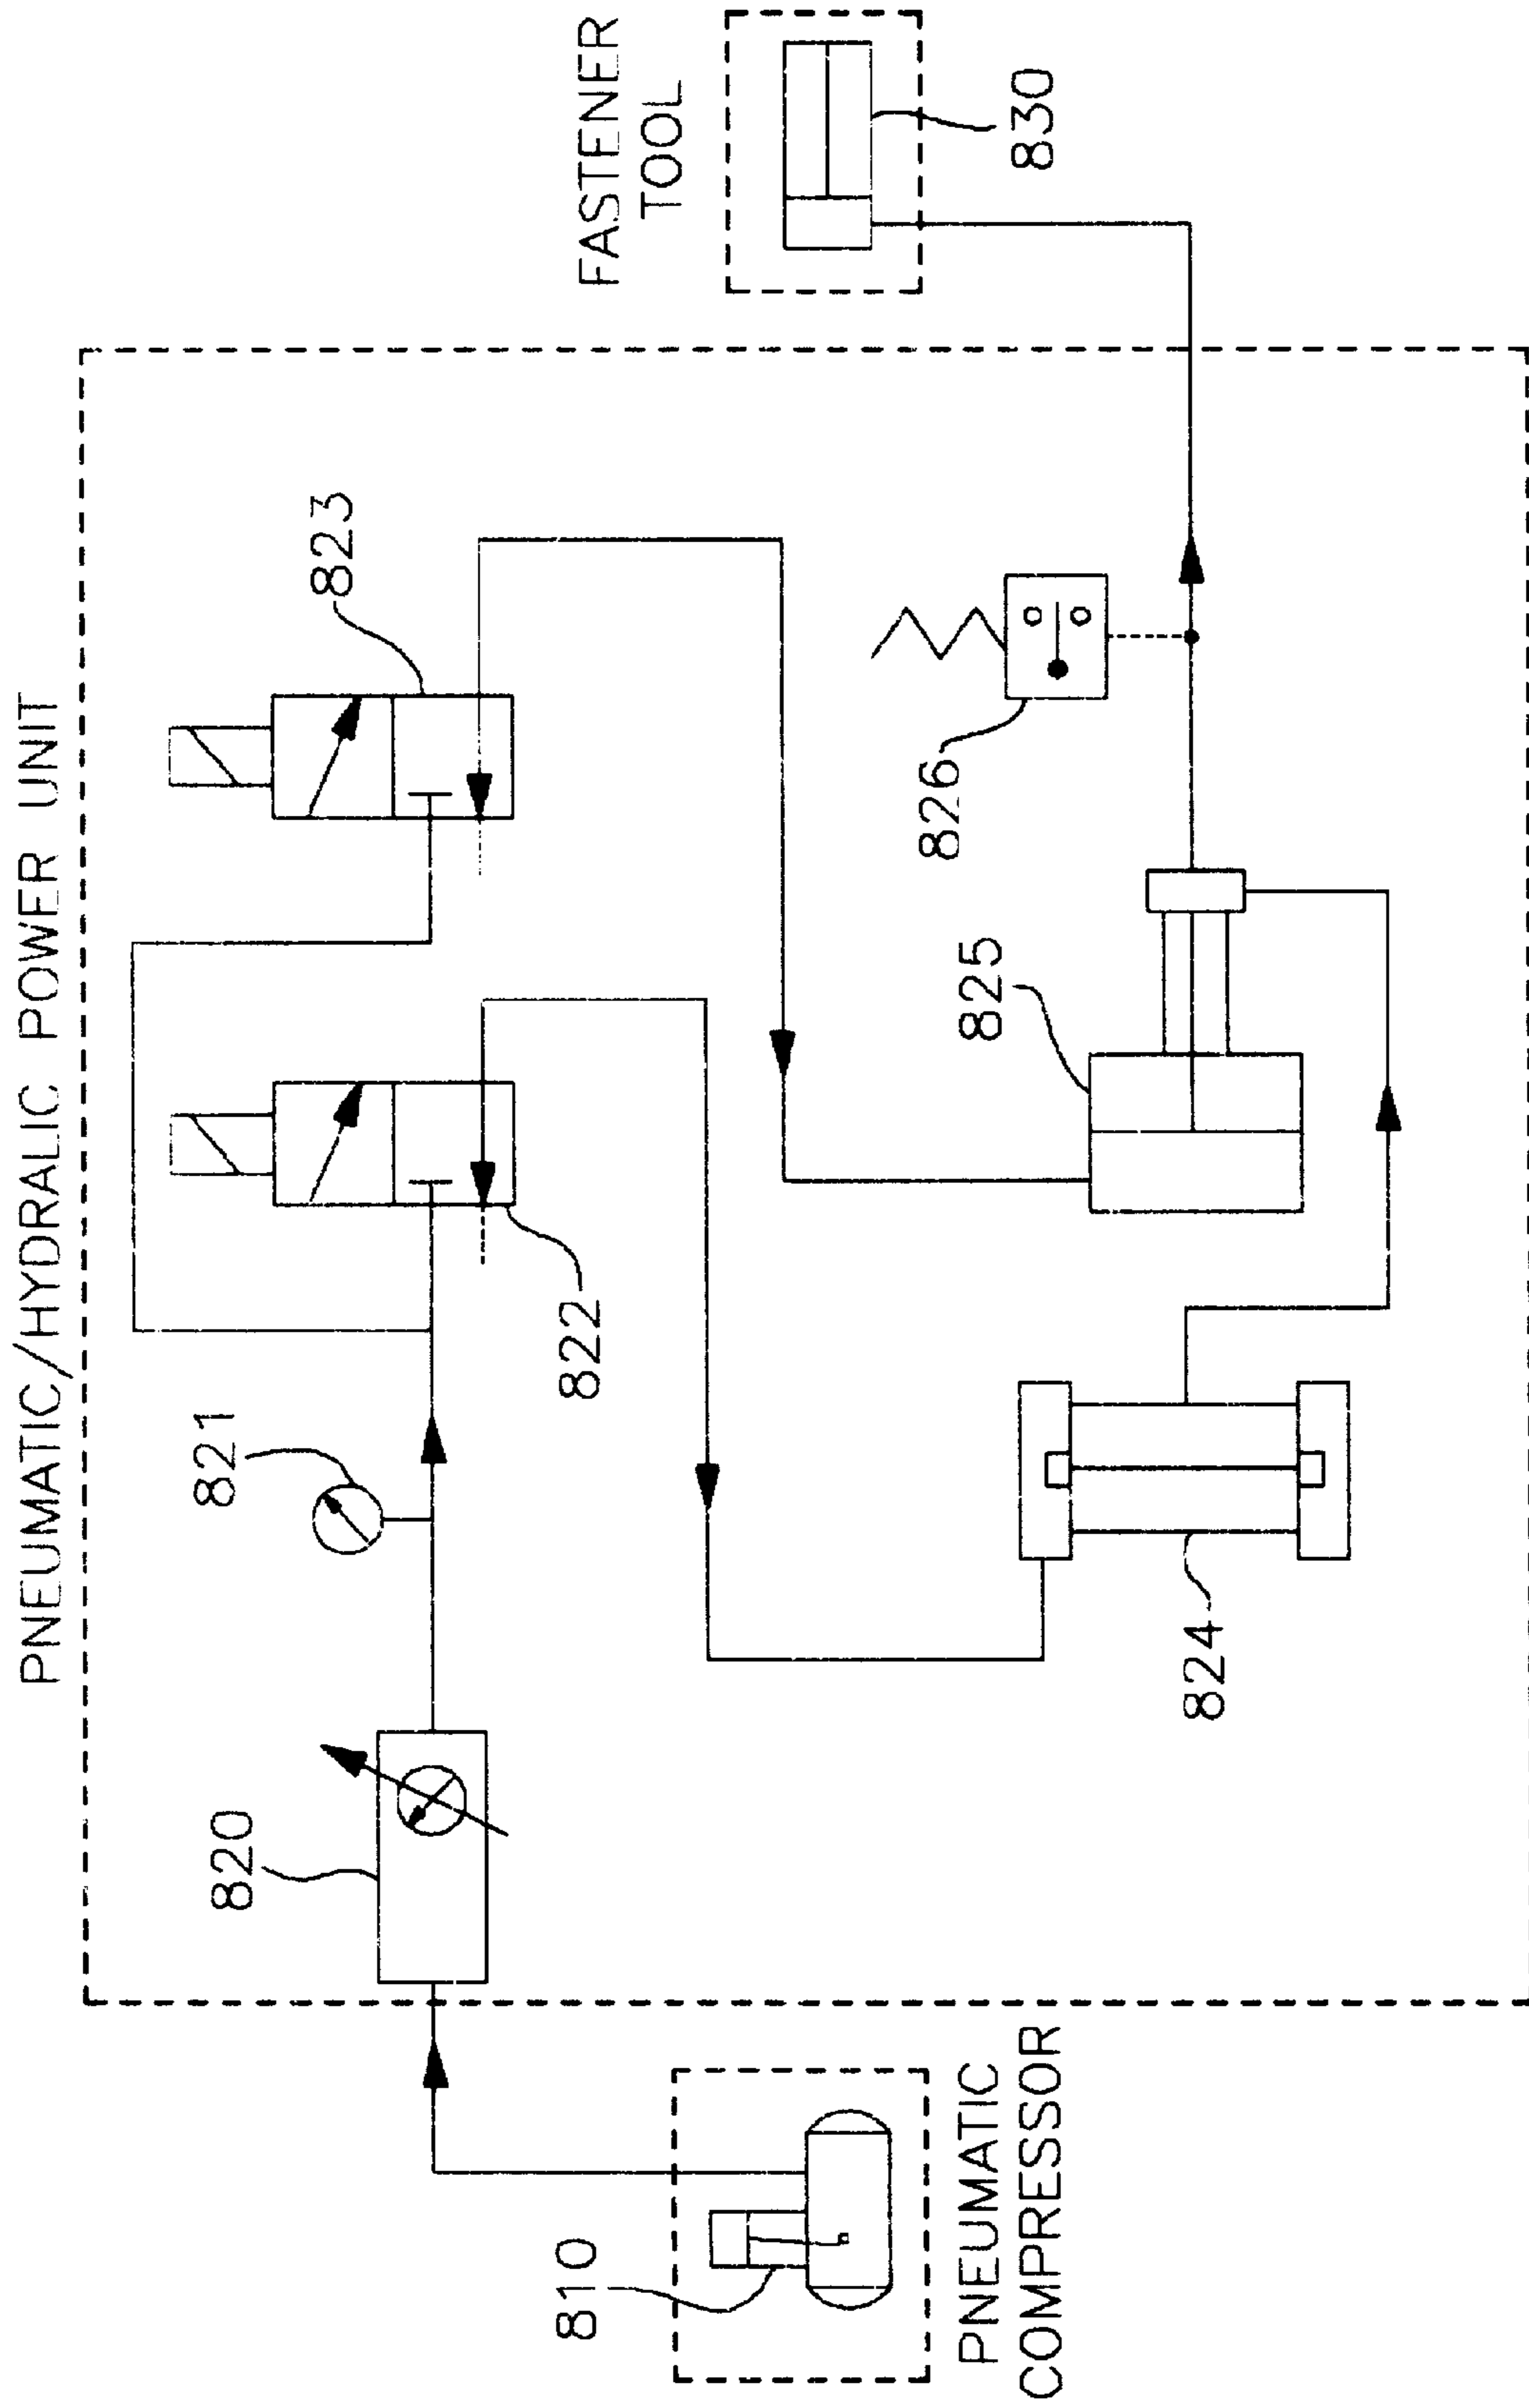 PNEUMATIC/HYDRALIC POWER UNIT
FASTENER
TOOL
830
823
821
822
820
826
825
824
810
PNEUMATIC
COMPRESSOR